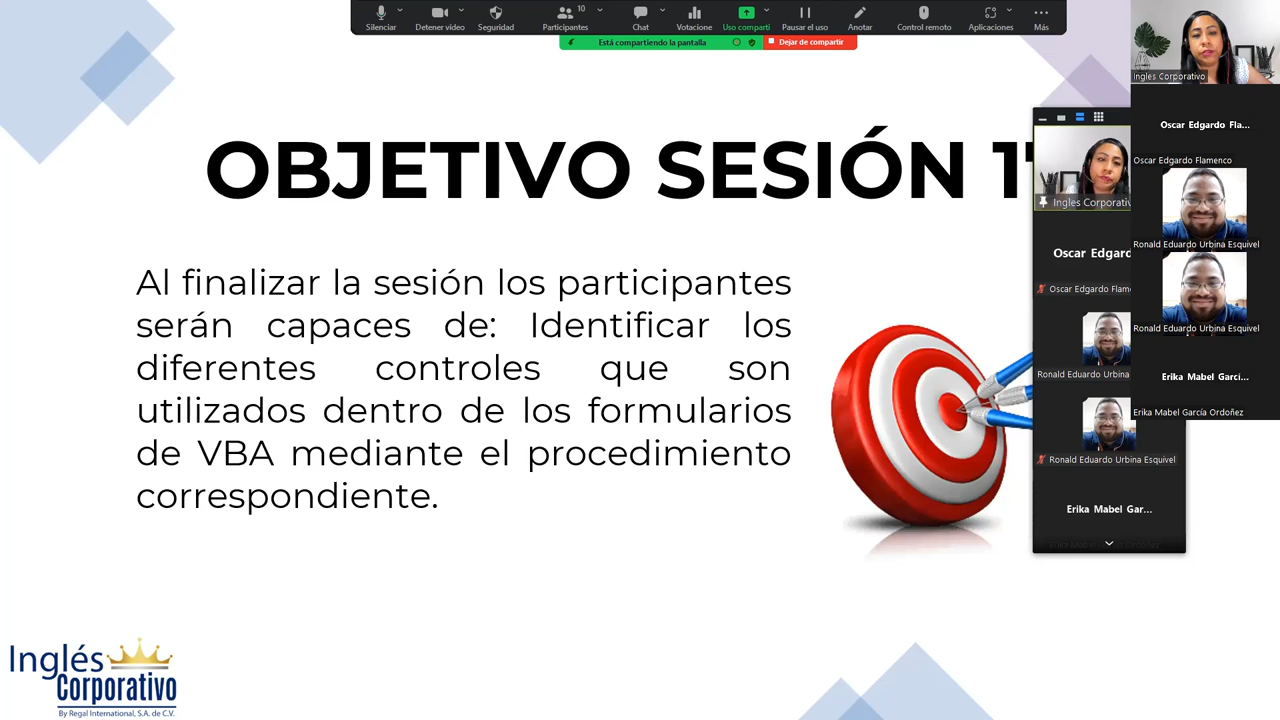 Silenciar
Detener video
Seguridad
10
Participantes
Chat
Votacione
Uso comparti
Pausar el uso
Anotar
Control remoto
Aplicaciones
Más
Está compartiendo la pantalla
Dejar de compartir
OBJETIVO SESIÓN
Al finalizar la sesión los participantes
serán capaces de: Identificar los
diferentes controles que son
utilizados dentro de los formularios
de VBA mediante el procedimiento
correspondiente.
Inglés
Corporativo
By Regal International, S.A. de C.V.
Ingles Corporativ
Oscar Edgard
Oscar Edgardo Flame
Ronald Eduardo Urbina
Ronald Eduardo Urbina Esquivel
Erika Mabel Gar...
Ingles Corporativo
Oscar Edgardo Fla...
Oscar Edgardo Flamenco
Ronald Eduardo Urbina Esquivel
Ronald Eduardo Urbina Esquivel
Erika Mabel Garcí...
Erika Mabel García Ordoñez